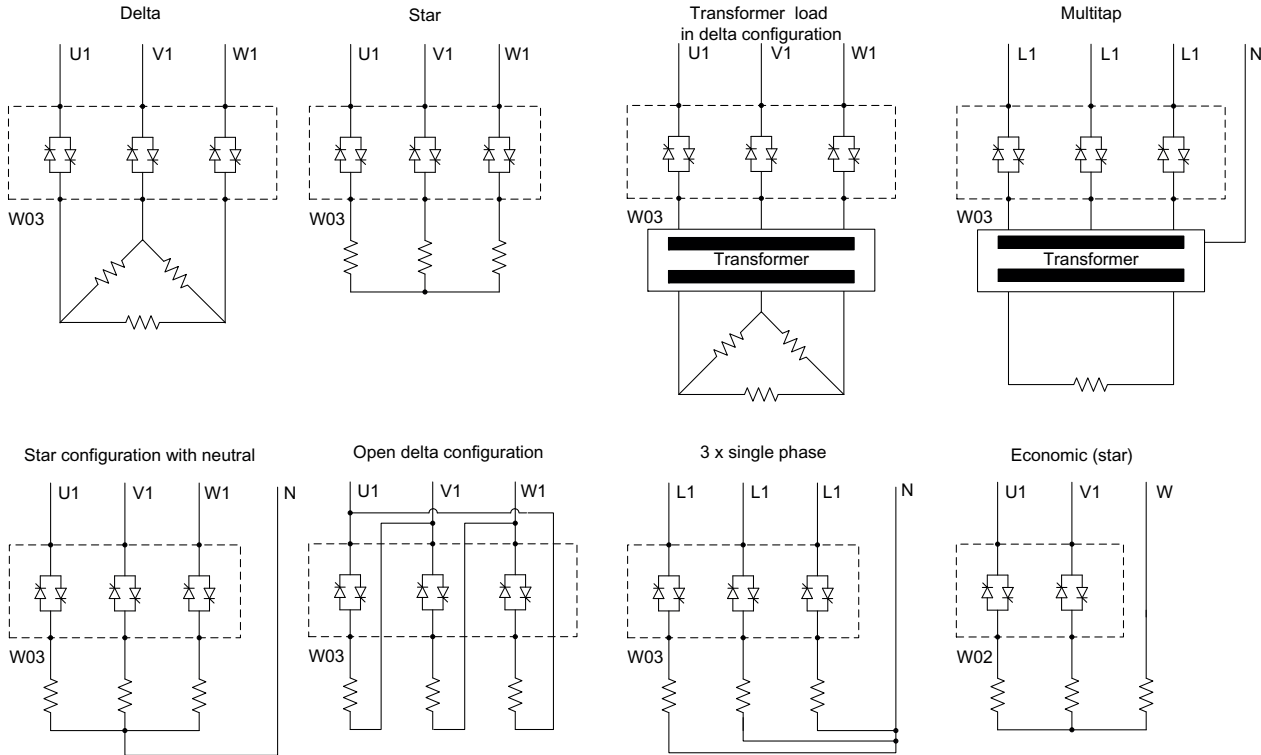 Delta
U1 V1 W1
W03
Star
U1 V1 W1
W03
Transformer load
in delta configuration
U1 V1 W1
W03
Transformer
Multitap
L1 L1 L1 N
W03
Transformer
Star configuration with neutral
U1 V1 W1 N
W03
Open delta configuration
U1 V1 W1
W03
3 x single phase
L1 L1 L1 N
W03
Economic (star)
U1 V1 W
W02